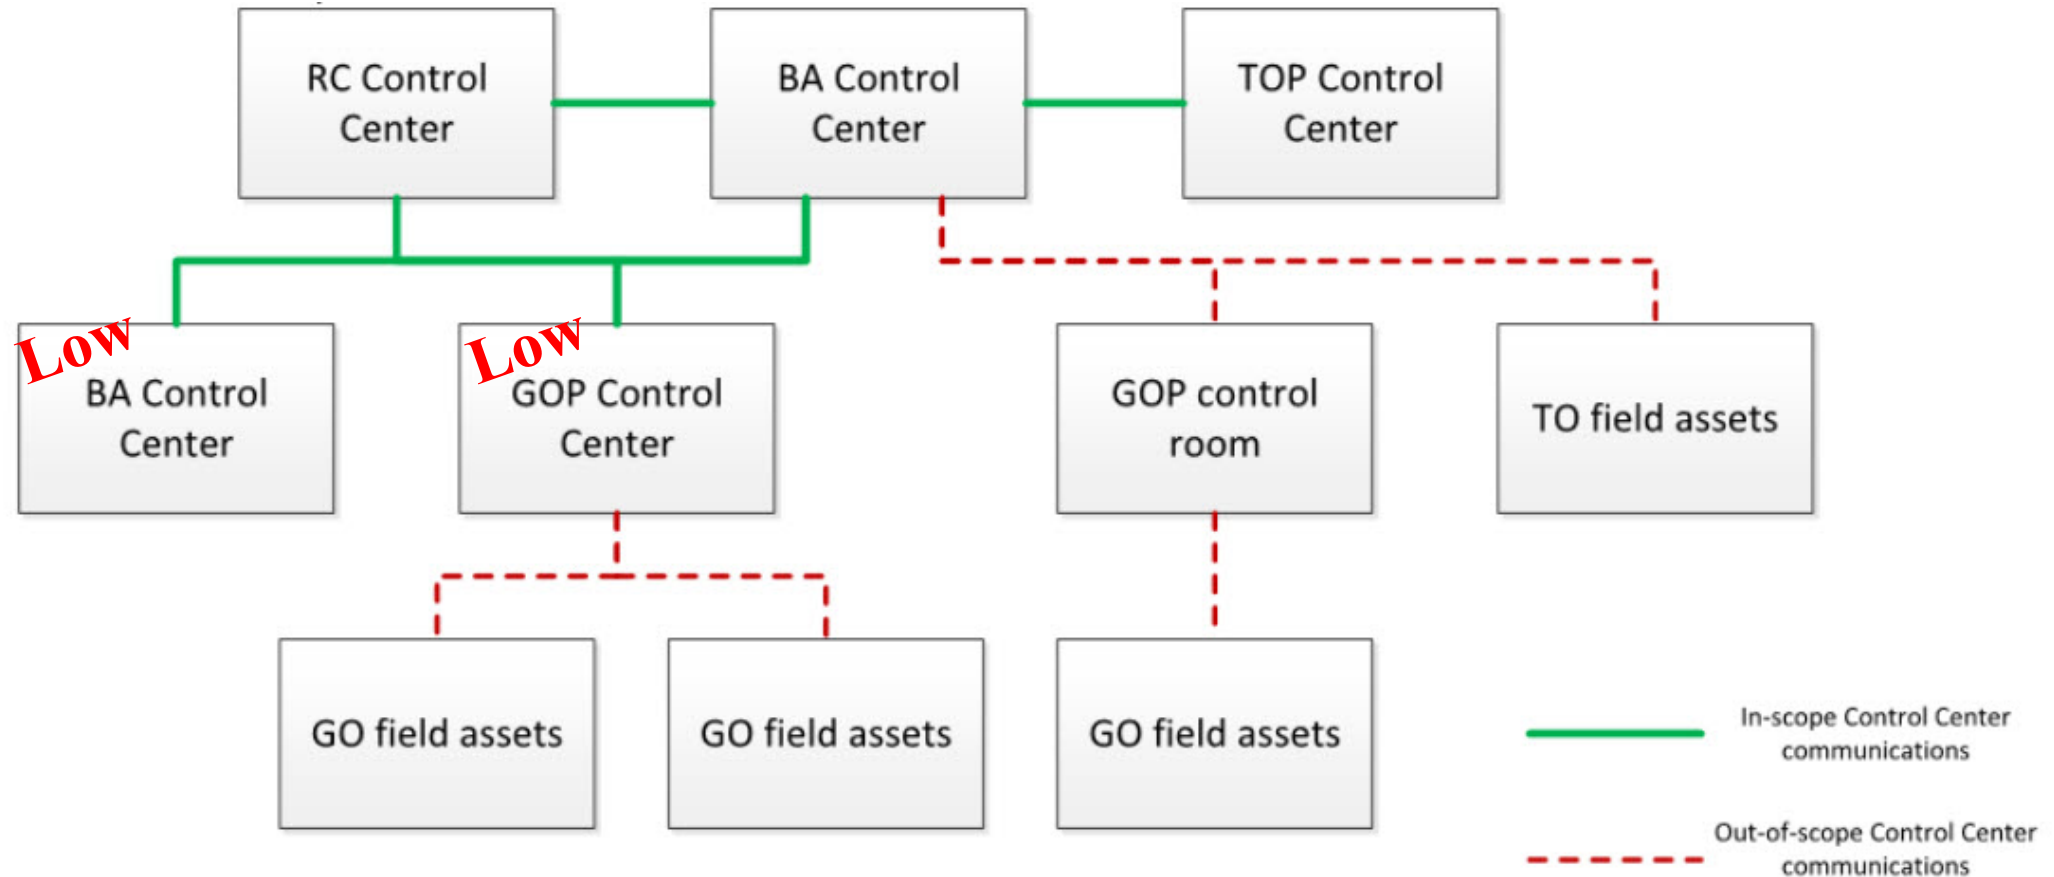 RC Control
Center
BA Control
Center
TOP Control
Center
Low
BA Control
Center
Low
GOP Control
Center
GOP control
room
TO field assets
GO field assets
GO field assets
GO field assets
In-scope Control Center
communications
Out-of-scope Control Center
communications